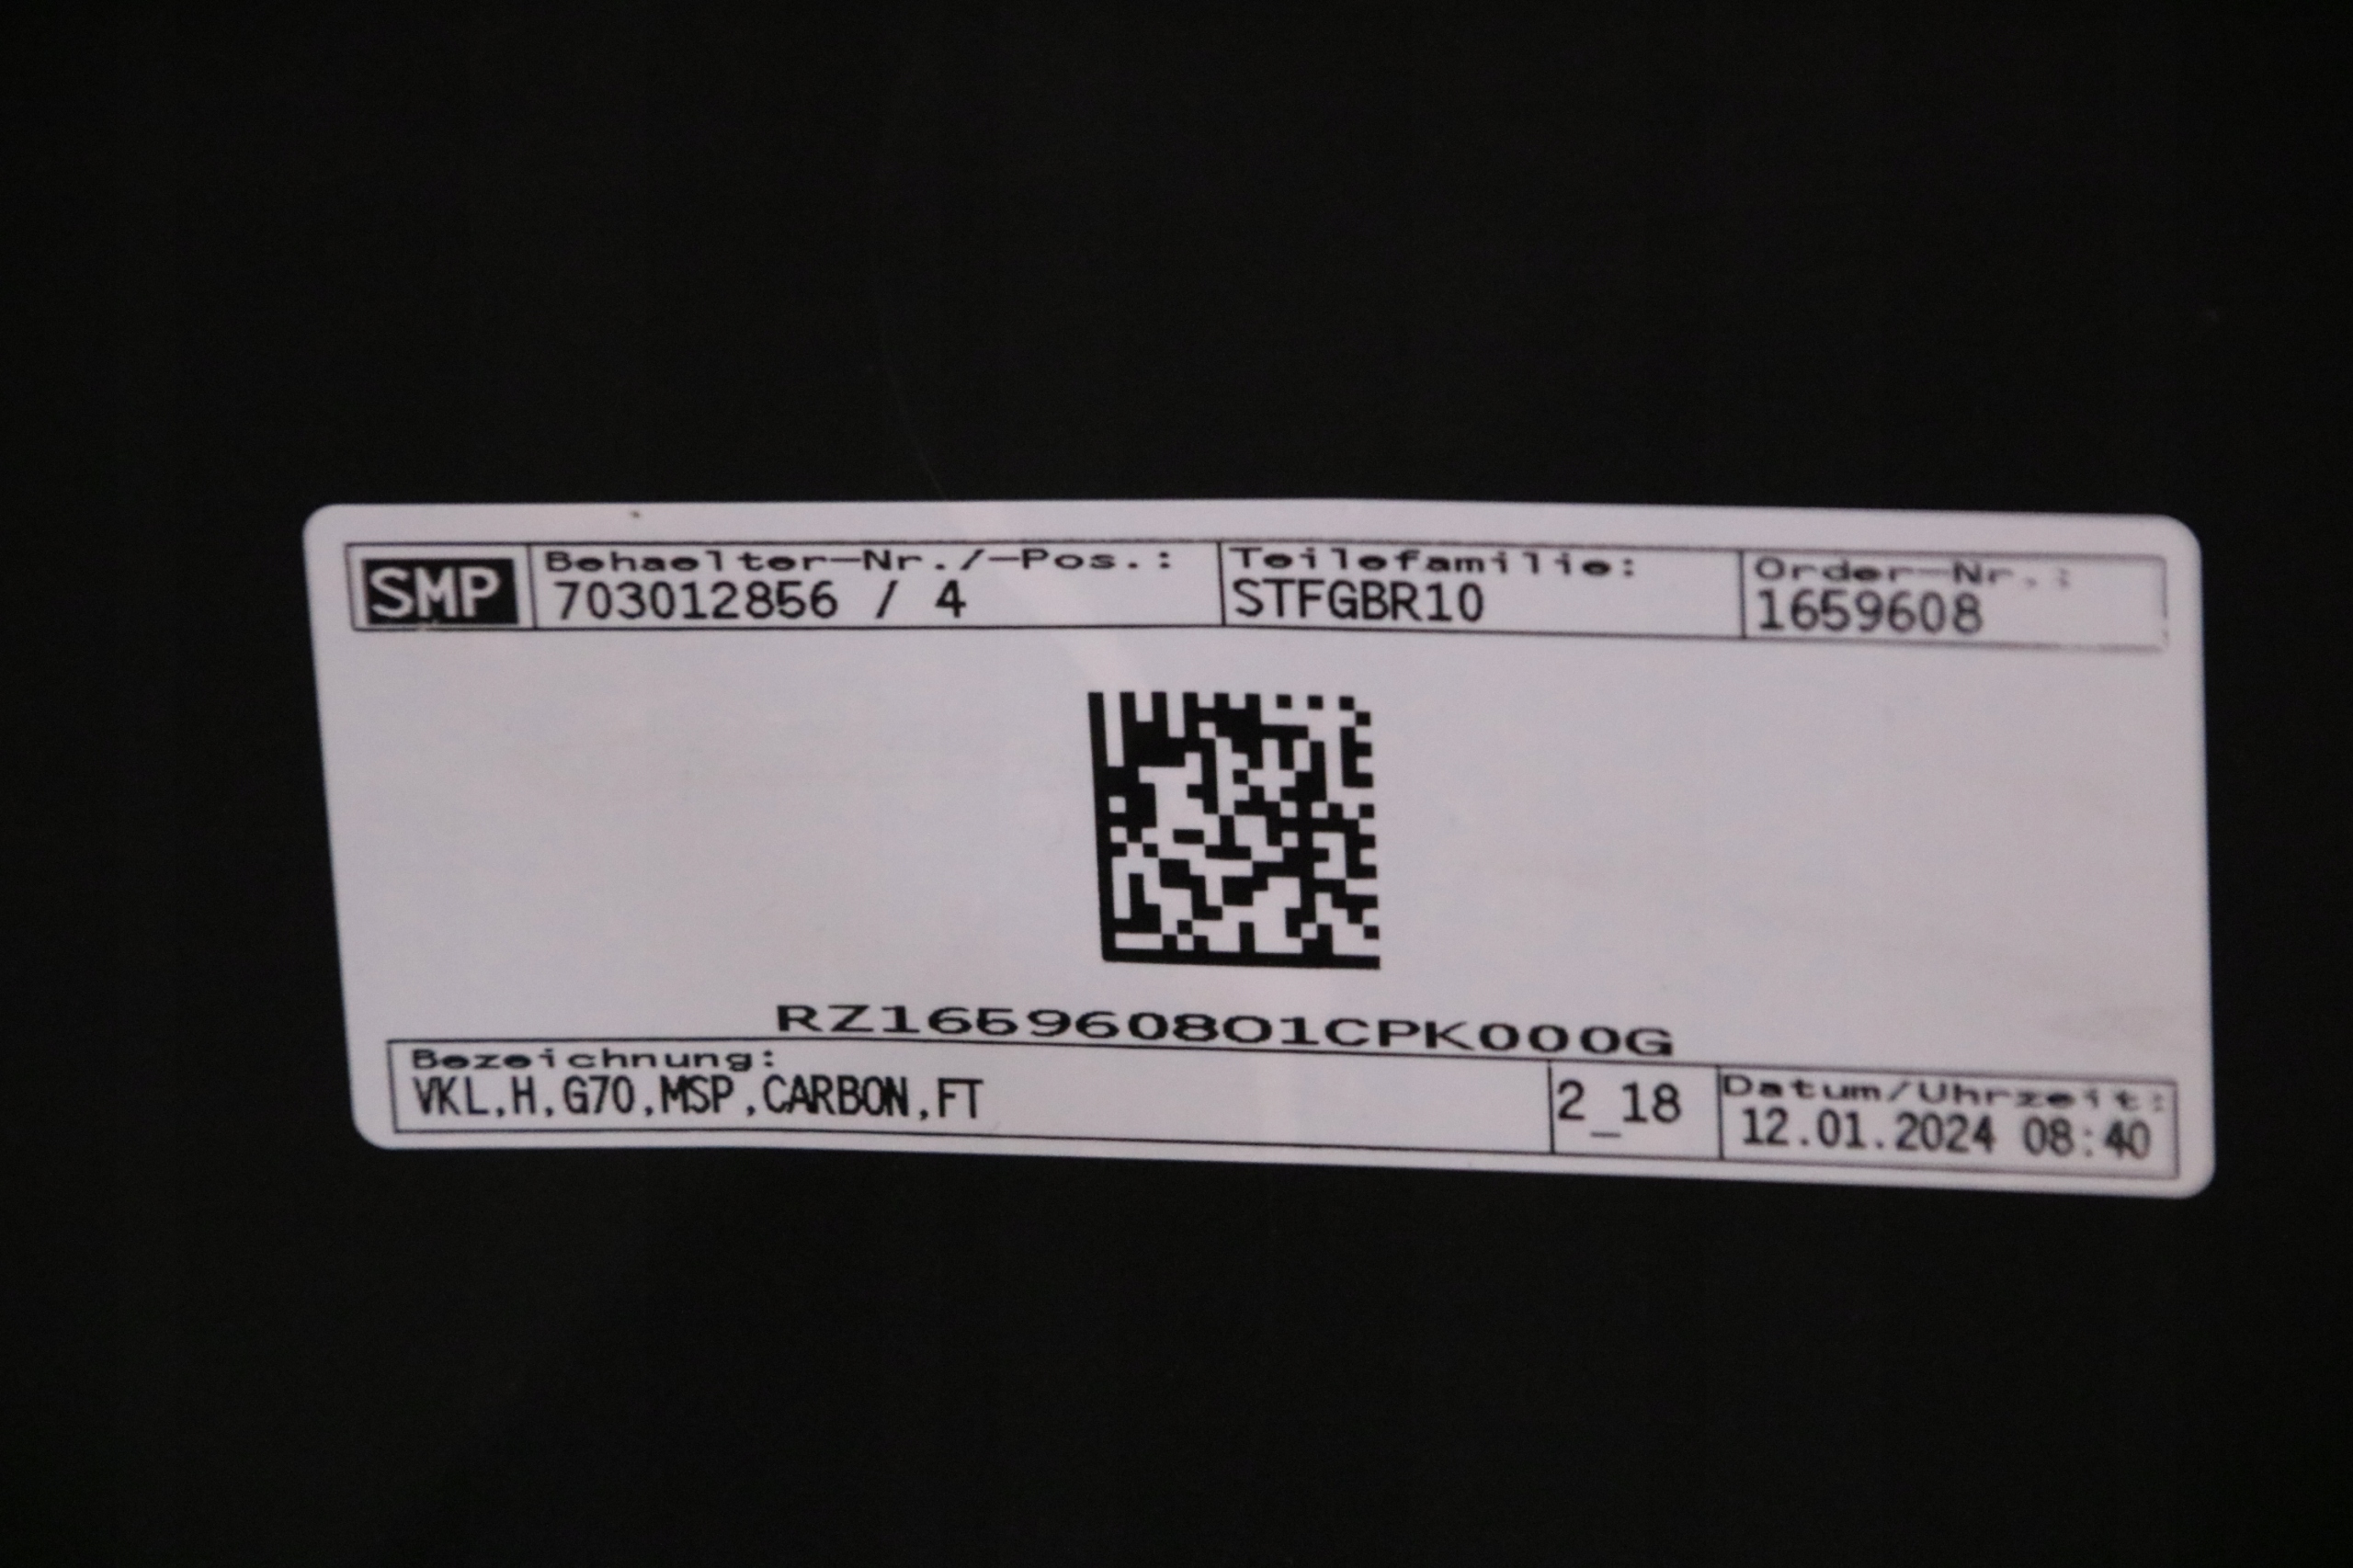 SMP
Behaelter-Nr./-Pos.:
703012856 / 4
Teilefamilie:
STFGBR10
Order-Nr.:
1659608
RZ165960801CPK000G
Bezeichnung:
VKL,H,G70,MSP,CARBON,FT
2_18
Datum/Uhrzeit:
12.01.2024 08:40